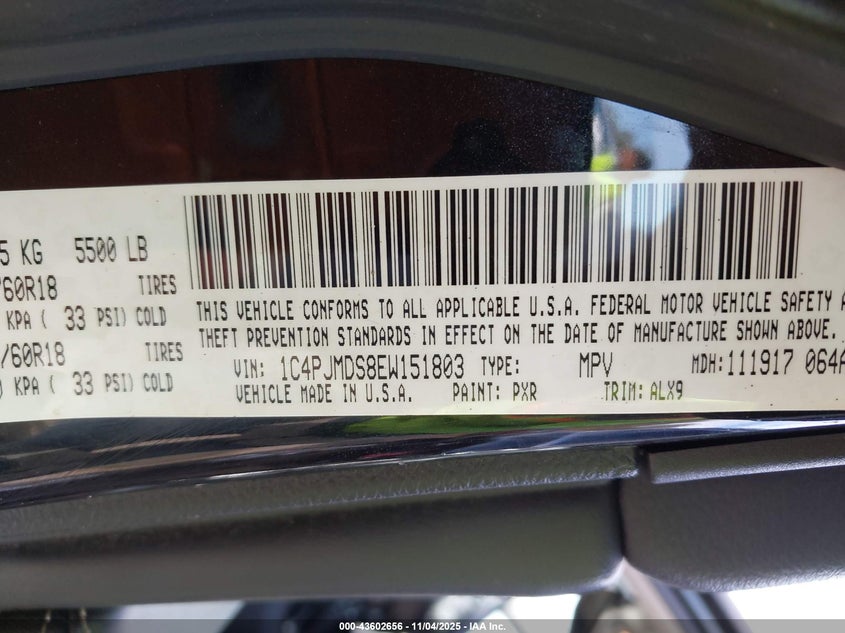 5 KG 5500 LB
/60R18 TIRES
KPA ( 33 PSI) COLD
/60R18 TIRES
) KPA ( 33 PSI) COLD
THIS VEHICLE CONFORMS TO ALL APPLICABLE U.S.A. FEDERAL MOTOR VEHICLE SAFETY
THEFT PREVENTION STANDARDS IN EFFECT ON THE DATE OF MANUFACTURE SHOWN ABOVE.
VIN: 1C4PJMDS8EW151803 TYPE: MPV MDH: 111917 064
VEHICLE MADE IN U.S.A. PAINT: PXR TRIM: ALX9
000-43602656 - 11/04/2025 - IAA Inc.